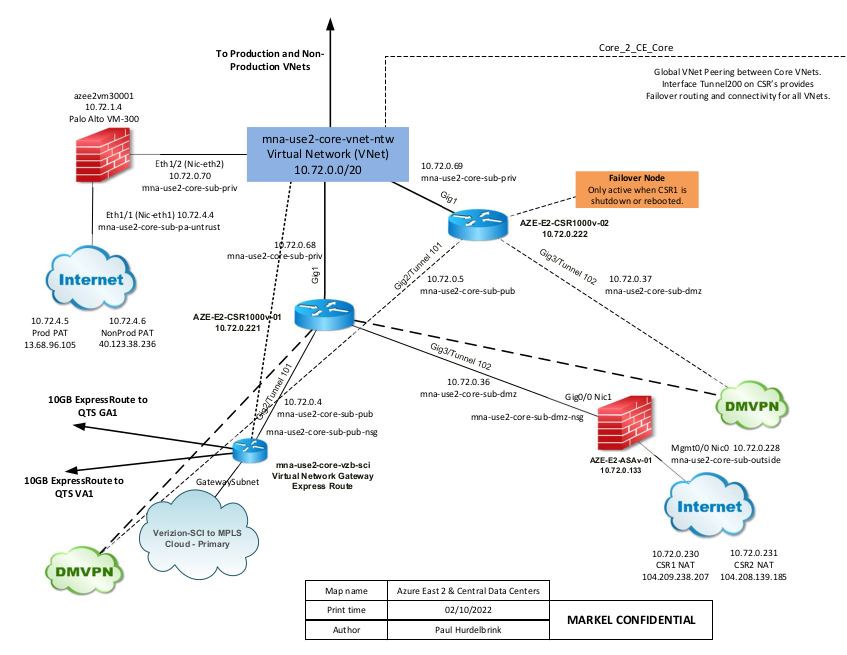 To Production and Non-
Production VNets
Core_2_CE_Core
Global VNet Peering between Core VNets.
Interface Tunnel200 on CSR's provides
Failover routing and connectivity for all VNets.
azee2vm30001
10.72.1.4
Palo Alto VM-300
mna-use2-core-vnet-ntw
Virtual Network (VNet)
10.72.0.0/20
Eth1/2 (Nic-eth2)
10.72.0.70
mna-use2-core-sub-priv
10.72.0.69
mna-use2-core-sub-priv
Gig1
Failover Node
Only active when CSR1 is
shutdown or rebooted.
Eth1/1 (Nic-eth1) 10.72.4.4
mna-use2-core-sub-pa-untrust
AZE-E2-CSR1000v-02
10.72.0.222
10.72.0.68
mna-use2-core-sub-priv
Gig1
Gig2/Tunnel 101
Gig3/Tunnel 102
Internet
10.72.0.5
mna-use2-core-sub-pub
10.72.0.37
mna-use2-core-sub-dmz
10.72.4.5
Prod PAT
13.68.96.105
10.72.4.6
NonProd PAT
40.123.38.236
AZE-E2-CSR1000v-01
10.72.0.221
Gig3/Tunnel 102
10.72.0.36
mna-use2-core-sub-dmz
Gig2/Tunnel 101
10.72.0.4
mna-use2-core-sub-pub
mna-use2-core-sub-pub-nsg
Gig0/0 Nic1
mna-use2-core-sub-dmz-nsg
DMVPN
10GB ExpressRoute to
QTS GA1
10GB ExpressRoute to
QTS VA1
mna-use2-core-vzb-sci
Virtual Network Gateway
Express Route
GatewaySubnet
AZE-E2-ASAv-01
10.72.0.133
Mgmt0/0 Nic0 10.72.0.228
mna-use2-core-sub-outside
Internet
Verizion-SCI to MPLS
Cloud - Primary
DMVPN
10.72.0.230
CSR1 NAT
104.209.238.207
10.72.0.231
CSR2 NAT
104.208.139.185
Map name
Azure East 2 & Central Data Centers
Print time
02/10/2022
Author
Paul Hurdelbrink
MARKEL CONFIDENTIAL